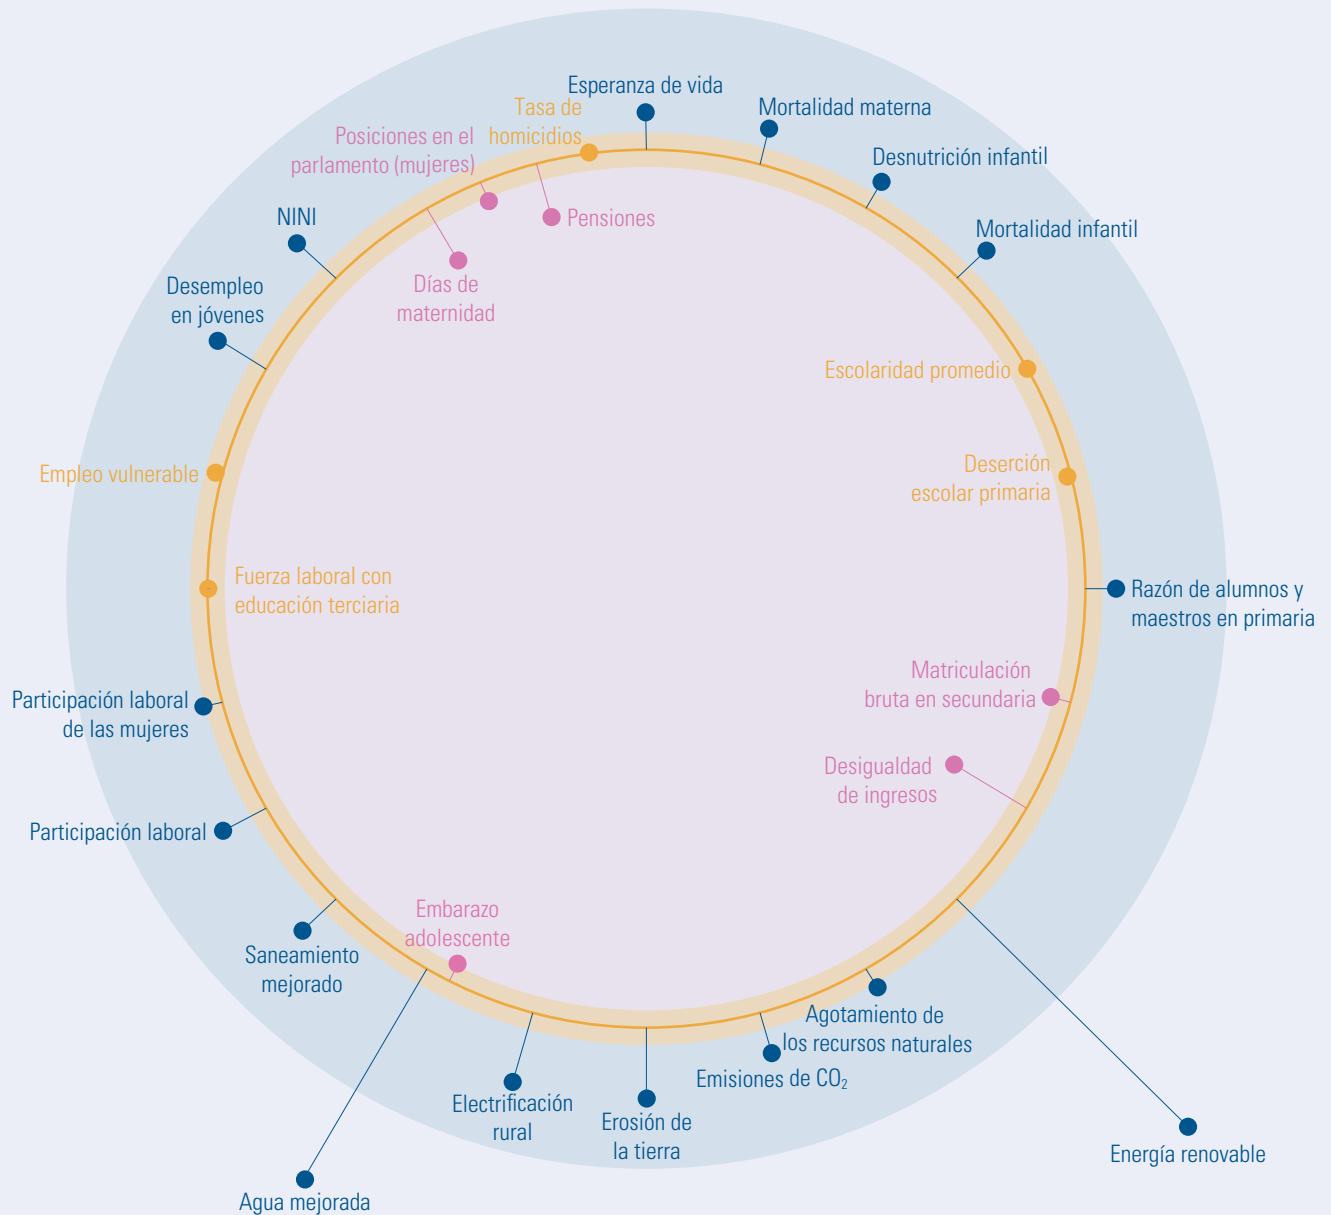 Esperanza de vida
Mortalidad materna
Desnutrición infantil
Mortalidad infantil
Escolaridad promedio
Deserción
escolar primaria
Razón de alumnos y
maestros en primaria
Matriculación
bruta en secundaria
Desigualdad
de ingresos
Energía renovable
Agotamiento de
los recursos naturales
Emisiones de CO₂
Erosión de
la tierra
Electrificación
rural
Embarazo
adolescente
Agua mejorada
Saneamiento
mejorado
Participación laboral
Participación laboral
de las mujeres
Fuerza laboral con
educación terciaria
Empleo vulnerable
Desempleo
en jóvenes
NINI
Días de
maternidad
Posiciones en el
parlamento (mujeres)
Pensiones
Tasa de
homicidios